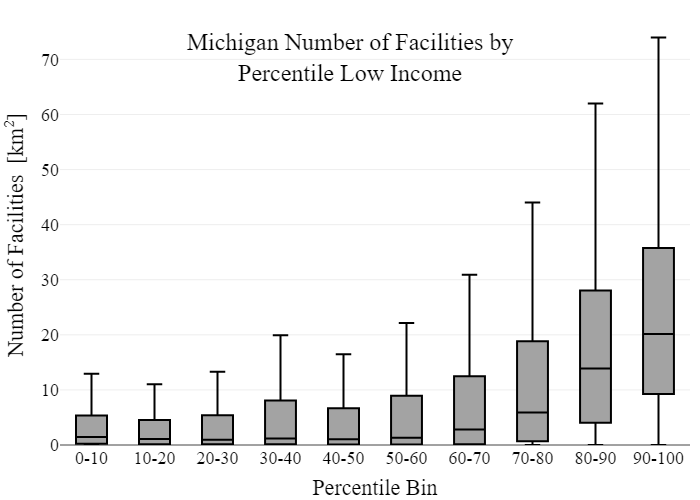 Michigan Number of Facilities by
Percentile Low Income
Number of Facilities [km²]
70
60
50
40
30
20
10
0
0-10 10-20 20-30 30-40 40-50 50-60 60-70 70-80 80-90 90-100
Percentile Bin